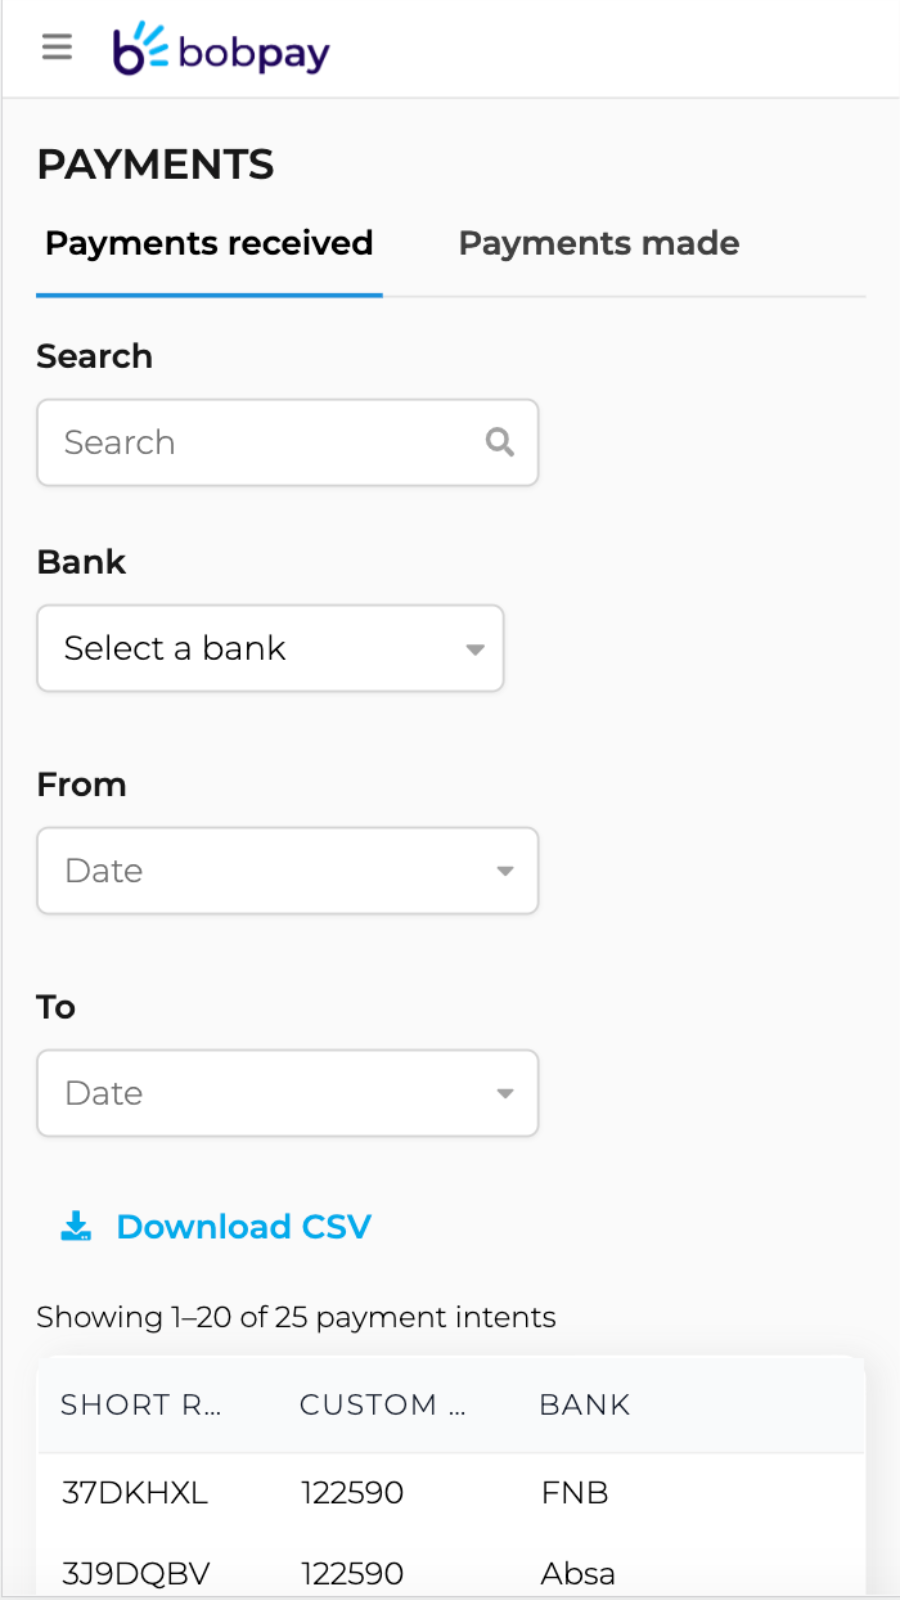 bobpay
PAYMENTS
Payments received Payments made
Search
Search
Bank
Select a bank
From
Date
To
Date
Download CSV
Showing 1–20 of 25 payment intents
SHORT R... CUSTOM ... BANK
37DKHXL 122590 FNB
3J9DQBV 122590 Absa